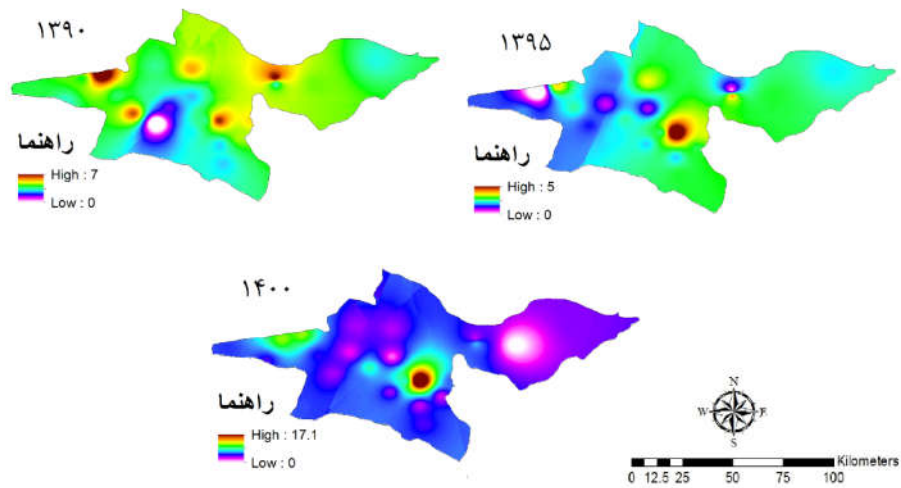 ۱۳۹۰
راهنما
High : 7
Low : 0
۱۳۹۵
راهنما
High : 5
Low : 0
۱۴۰۰
راهنما
High : 17.1
Low : 0
N
W E
S
Kilometers
0 12.5 25 50 75 100